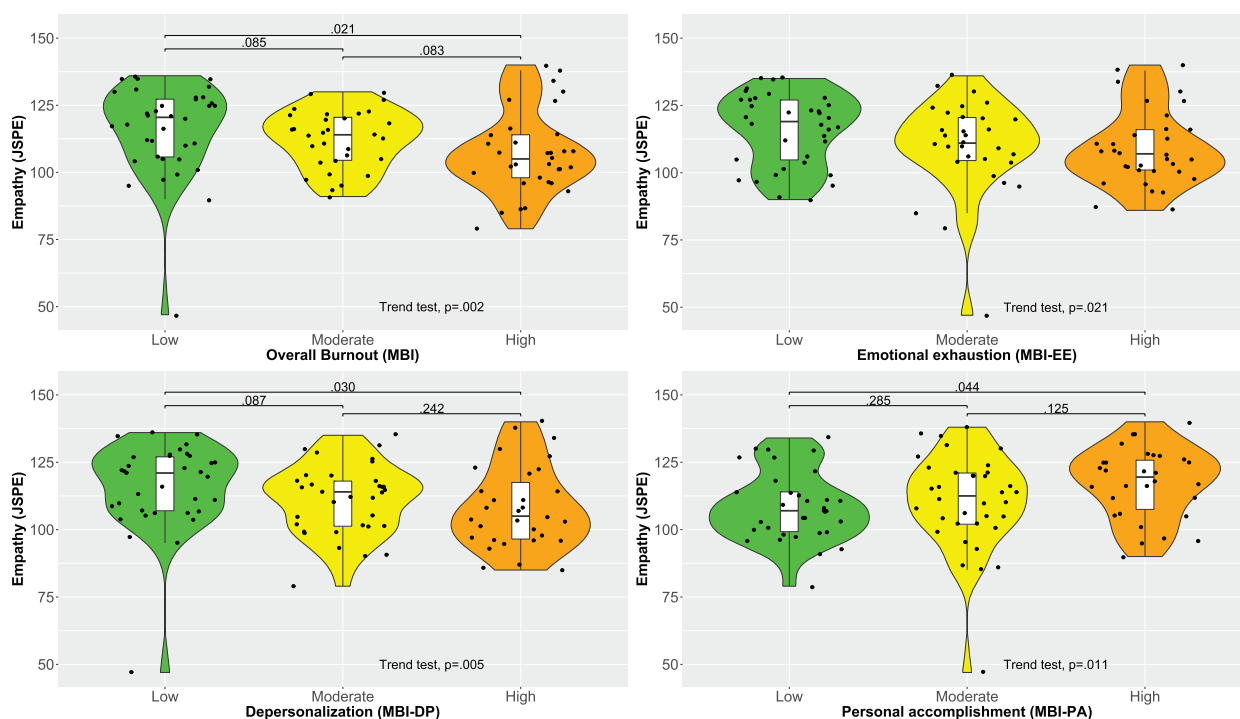 .021
.085
.083
150
125
100
75
50
Empathy (JSPE)
Trend test, p=.002
Low
Moderate
High
Overall Burnout (MBI)
150
125
100
75
50
Empathy (JSPE)
Trend test, p=.021
Low
Moderate
High
Emotional exhaustion (MBI-EE)
.030
.087
.242
150
125
100
75
50
Empathy (JSPE)
Trend test, p=.005
Low
Moderate
High
Depersonalization (MBI-DP)
.044
.285
.125
150
125
100
75
50
Empathy (JSPE)
Trend test, p=.011
Low
Moderate
High
Personal accomplishment (MBI-PA)